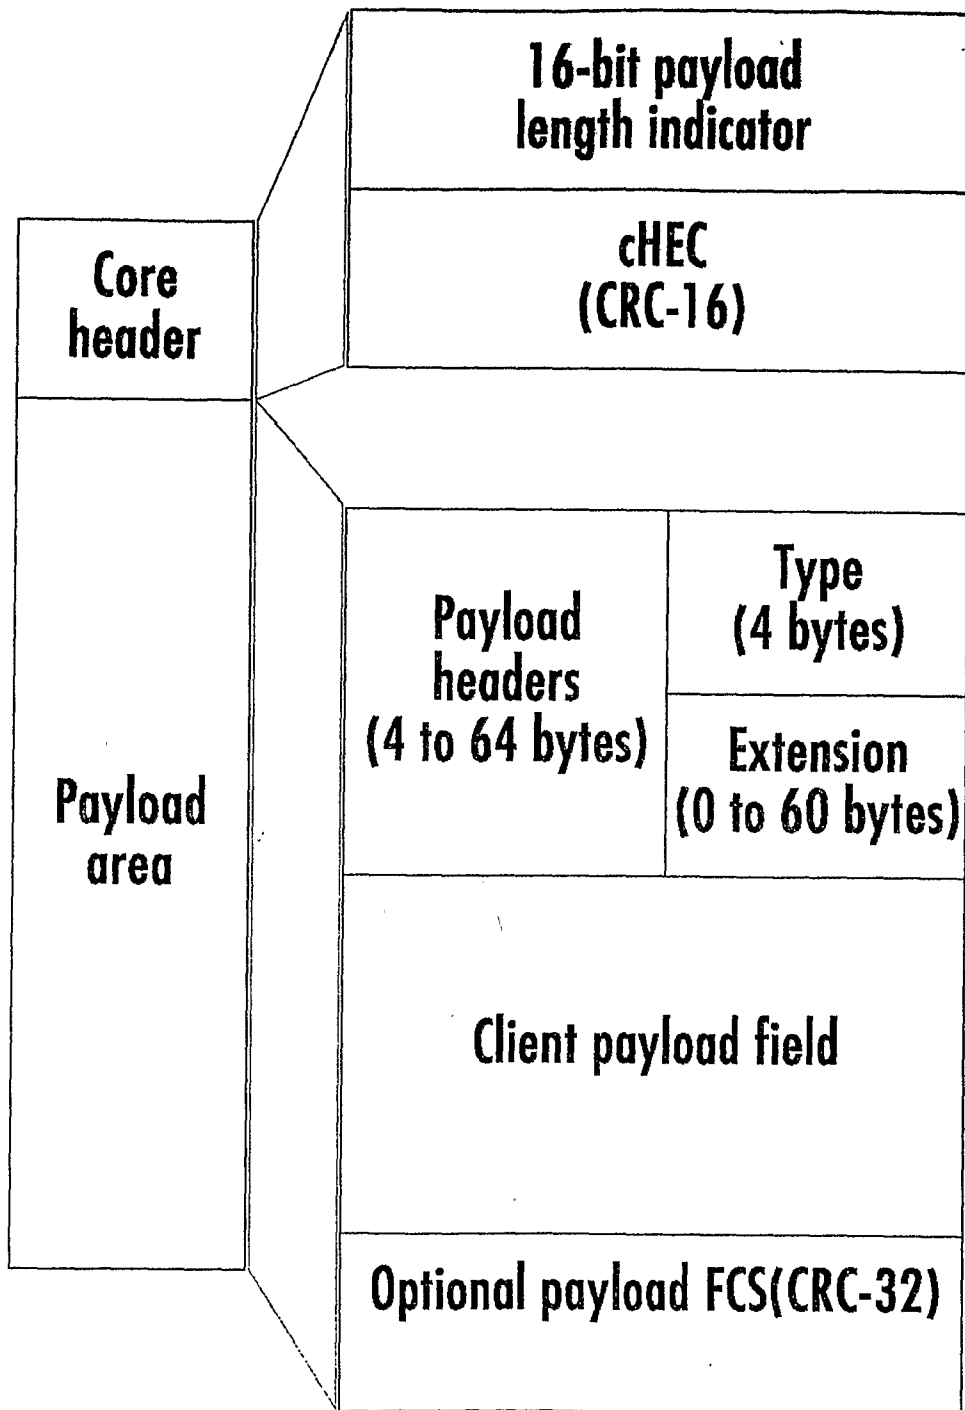 16-bit payload
length indicator
cHEC
(CRC-16)
Core
header
Payload
headers
(4 to 64 bytes)
Type
(4 bytes)
Extension
(0 to 60 bytes)
Payload
area
Client payload field
Optional payload FCS(CRC-32)